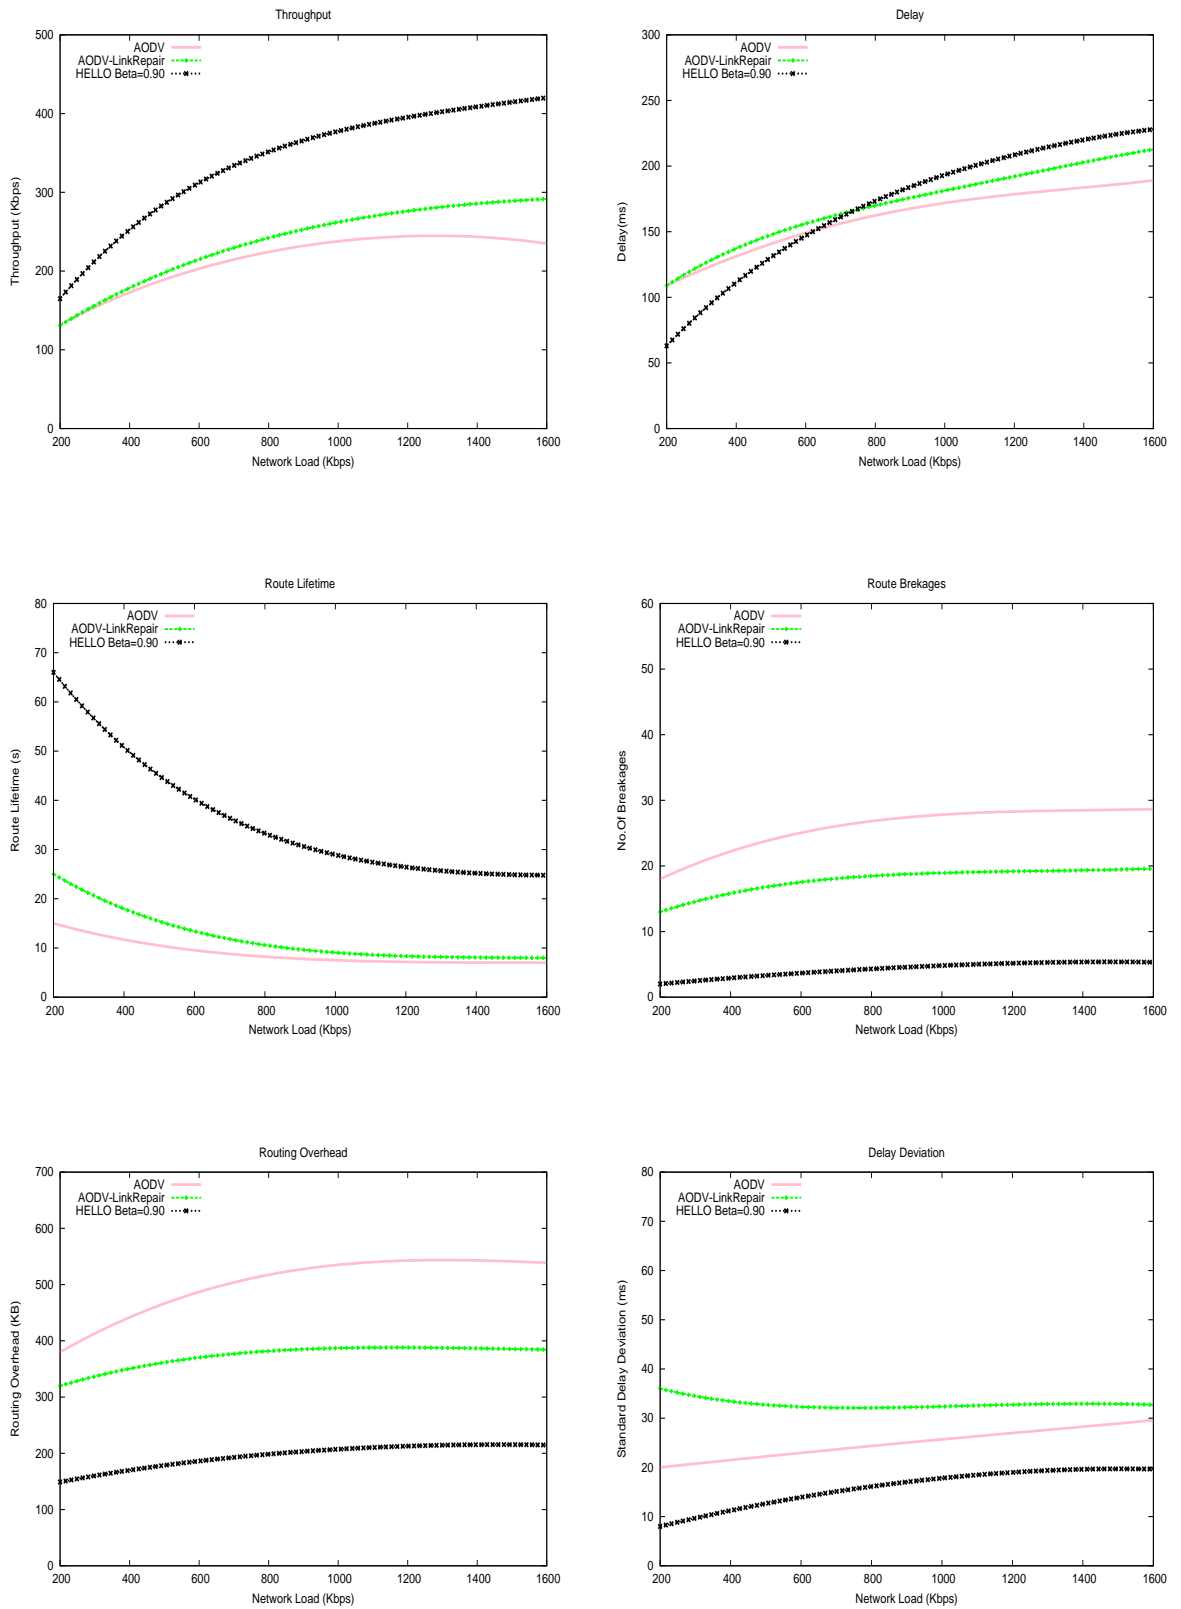 Throughput
500
400
300
200
100
0
200 400 600 800 1000 1200 1400 1600
Throughput (Kbps)
Network Load (Kbps)
AODV
AODV-LinkRepair
HELLO Beta=0.90
Delay
300
250
200
150
100
50
0
200 400 600 800 1000 1200 1400 1600
Delay(ms)
Network Load (Kbps)
AODV
AODV-LinkRepair
HELLO Beta=0.90
Route Lifetime
80
70
60
50
40
30
20
10
0
200 400 600 800 1000 1200 1400 1600
Route Lifetime (s)
Network Load (Kbps)
AODV
AODV-LinkRepair
HELLO Beta=0.90
Route Brekages
60
50
40
30
20
10
0
200 400 600 800 1000 1200 1400 1600
No.Of Breakages
Network Load (Kbps)
AODV
AODV-LinkRepair
HELLO Beta=0.90
Routing Overhead
700
600
500
400
300
200
100
0
200 400 600 800 1000 1200 1400 1600
Routing Overhead (KB)
Network Load (Kbps)
AODV
AODV-LinkRepair
HELLO Beta=0.90
Delay Deviation
80
70
60
50
40
30
20
10
0
200 400 600 800 1000 1200 1400 1600
Standard Delay Deviation (ms)
Network Load (Kbps)
AODV
AODV-LinkRepair
HELLO Beta=0.90